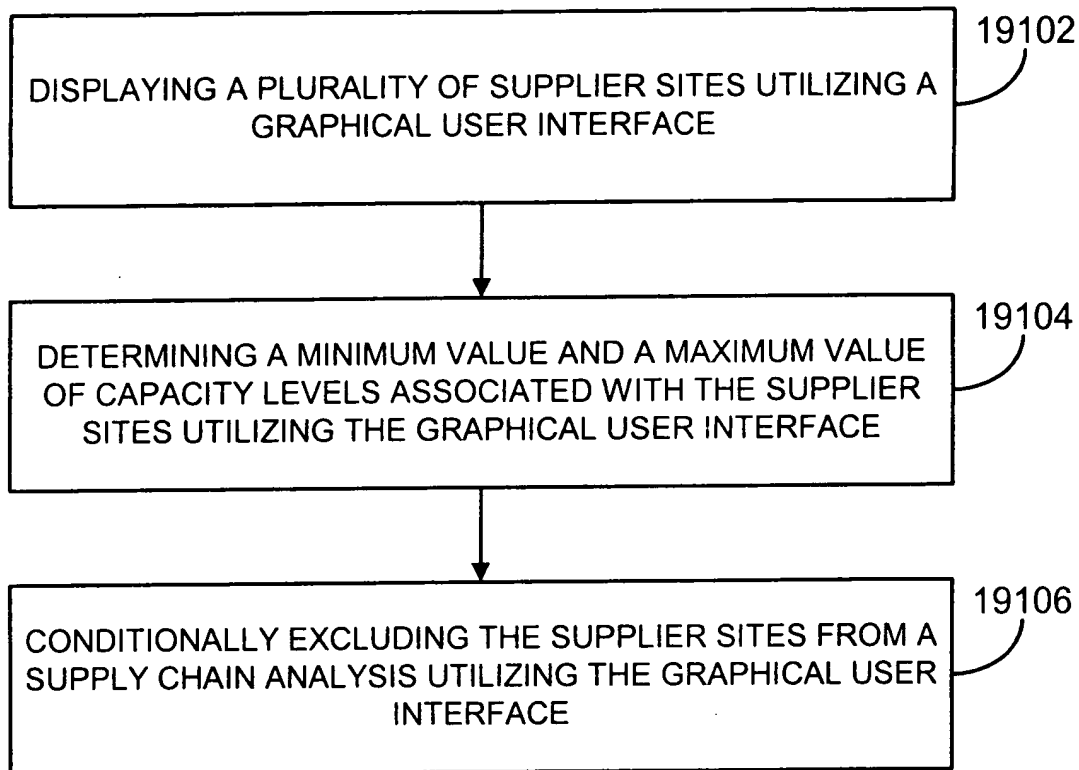 19102
DISPLAYING A PLURALITY OF SUPPLIER SITES UTILIZING A
GRAPHICAL USER INTERFACE
19104
DETERMINING A MINIMUM VALUE AND A MAXIMUM VALUE
OF CAPACITY LEVELS ASSOCIATED WITH THE SUPPLIER
SITES UTILIZING THE GRAPHICAL USER INTERFACE
19106
CONDITIONALLY EXCLUDING THE SUPPLIER SITES FROM A
SUPPLY CHAIN ANALYSIS UTILIZING THE GRAPHICAL USER
INTERFACE